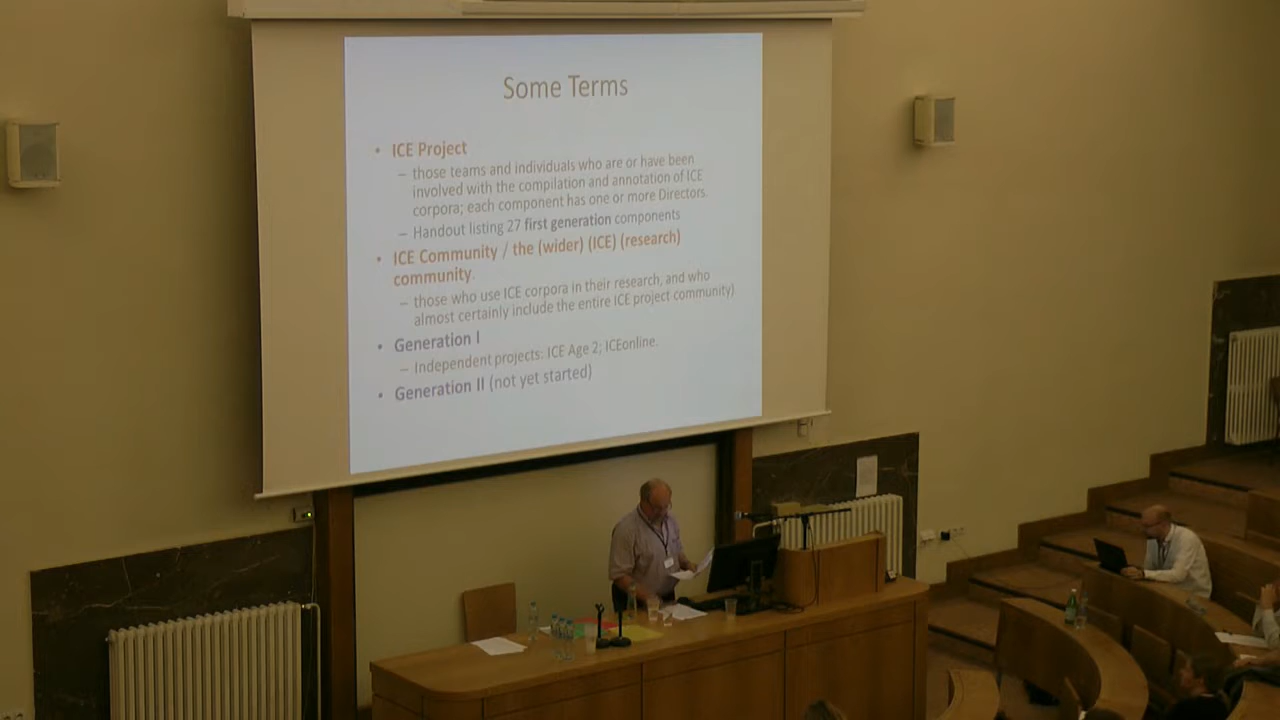 Some Terms
• ICE Project
– those teams and individuals who are or have been
involved with the compilation and annotation of ICE
corpora; each component has one or more Directors.
– Handout listing 27 first generation components
• ICE Community / the (wider) (ICE) (research)
community.
– those who use ICE corpora in their research, and who
almost certainly include the entire ICE project community)
• Generation I
– Independent projects: ICE Age 2; ICEonline.
• Generation II (not yet started)